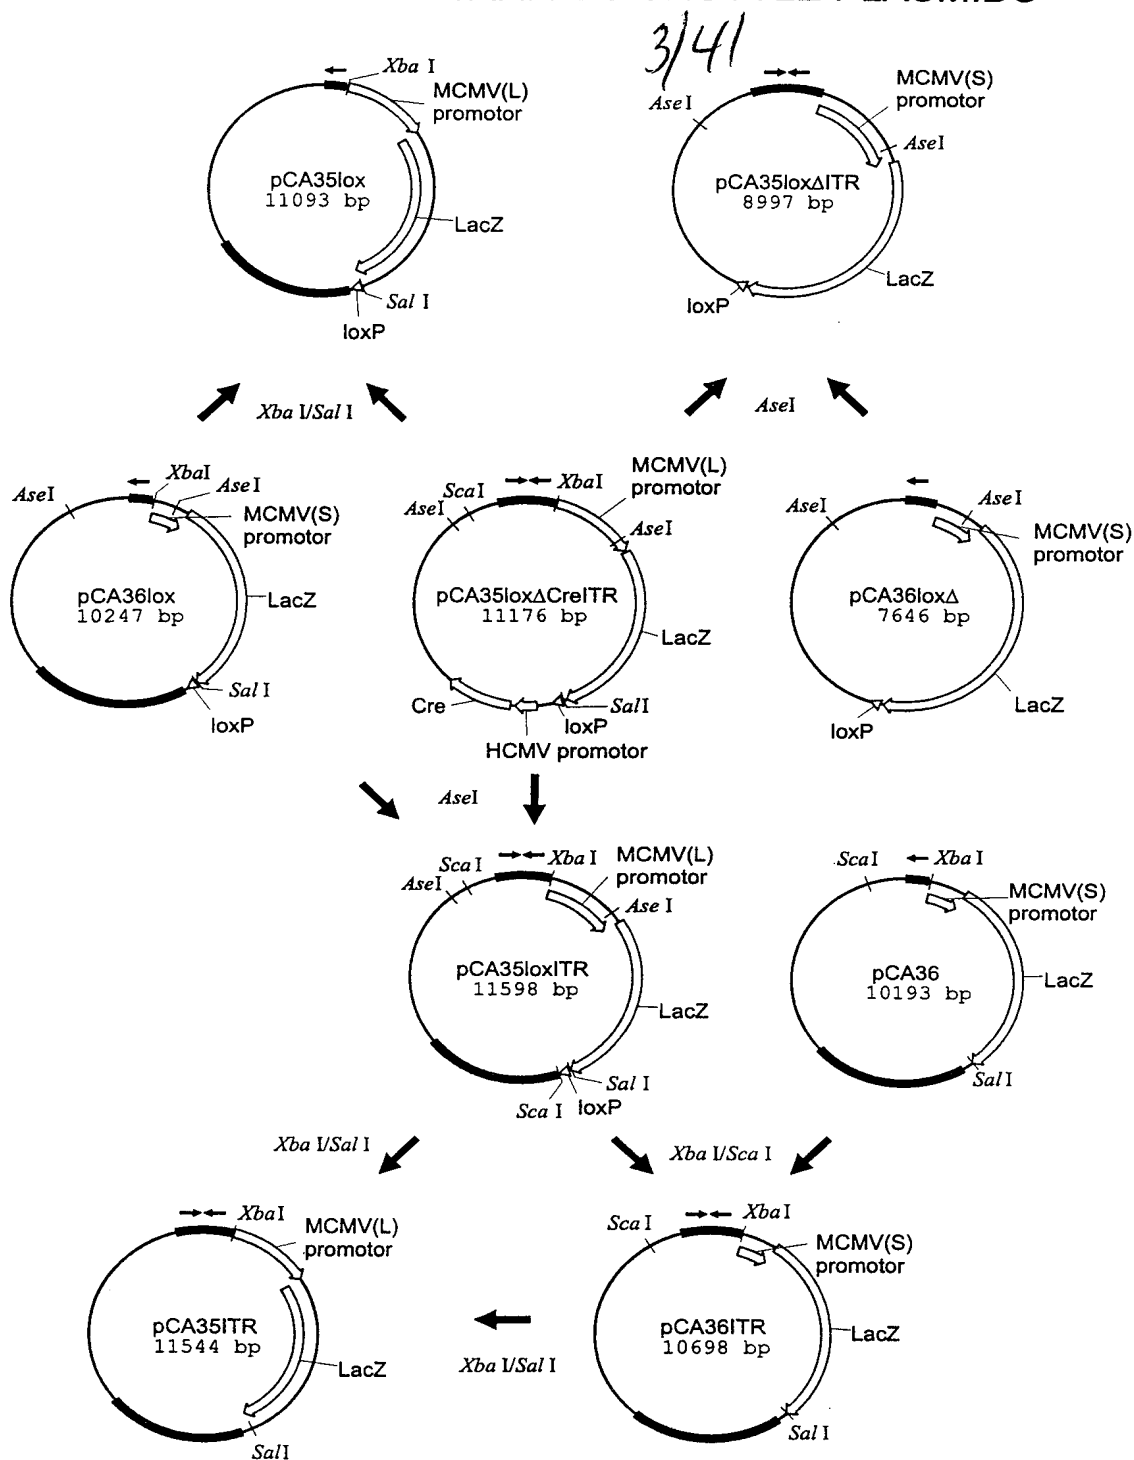 3/41
Xba I
MCMV(L)
promotor
pCA35lox
11093 bp
LacZ
Sal I
loxP
MCMV(S)
promotor
AseI
AseI
pCA35loxΔITR
8997 bp
LacZ
loxP
Xba I/Sal I
AseI
XbaI
AseI
AseI
MCMV(S)
promotor
pCA36lox
10247 bp
LacZ
Sal I
loxP
MCMV(L)
promotor
ScaI
XbaI
AseI
AseI
pCA35loxΔCreITR
11176 bp
LacZ
Cre
SalI
loxP
HCMV promotor
AseI
AseI
MCMV(S)
promotor
pCA36loxΔ
7646 bp
LacZ
loxP
AseI
Sca I
Xba I
MCMV(L)
promotor
AseI
Ase I
pCA35loxITR
11598 bp
LacZ
Sal I
Sca I
loxP
ScaI
Xba I
MCMV(S)
promotor
pCA36
10193 bp
LacZ
SalI
Xba I/Sal I
Xba I/Sca I
XbaI
MCMV(L)
promotor
pCA35ITR
11544 bp
LacZ
SalI
Xba I/Sal I
Sca I
XbaI
MCMV(S)
promotor
pCA36ITR
10698 bp
LacZ
Sal I